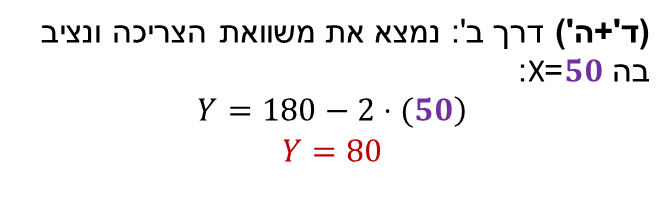 (ד'+ה') דרך ב': נמצא את משוואת הצריכה ונציב
בה X=50:
Y = 180 − 2 · (50)
Y = 80